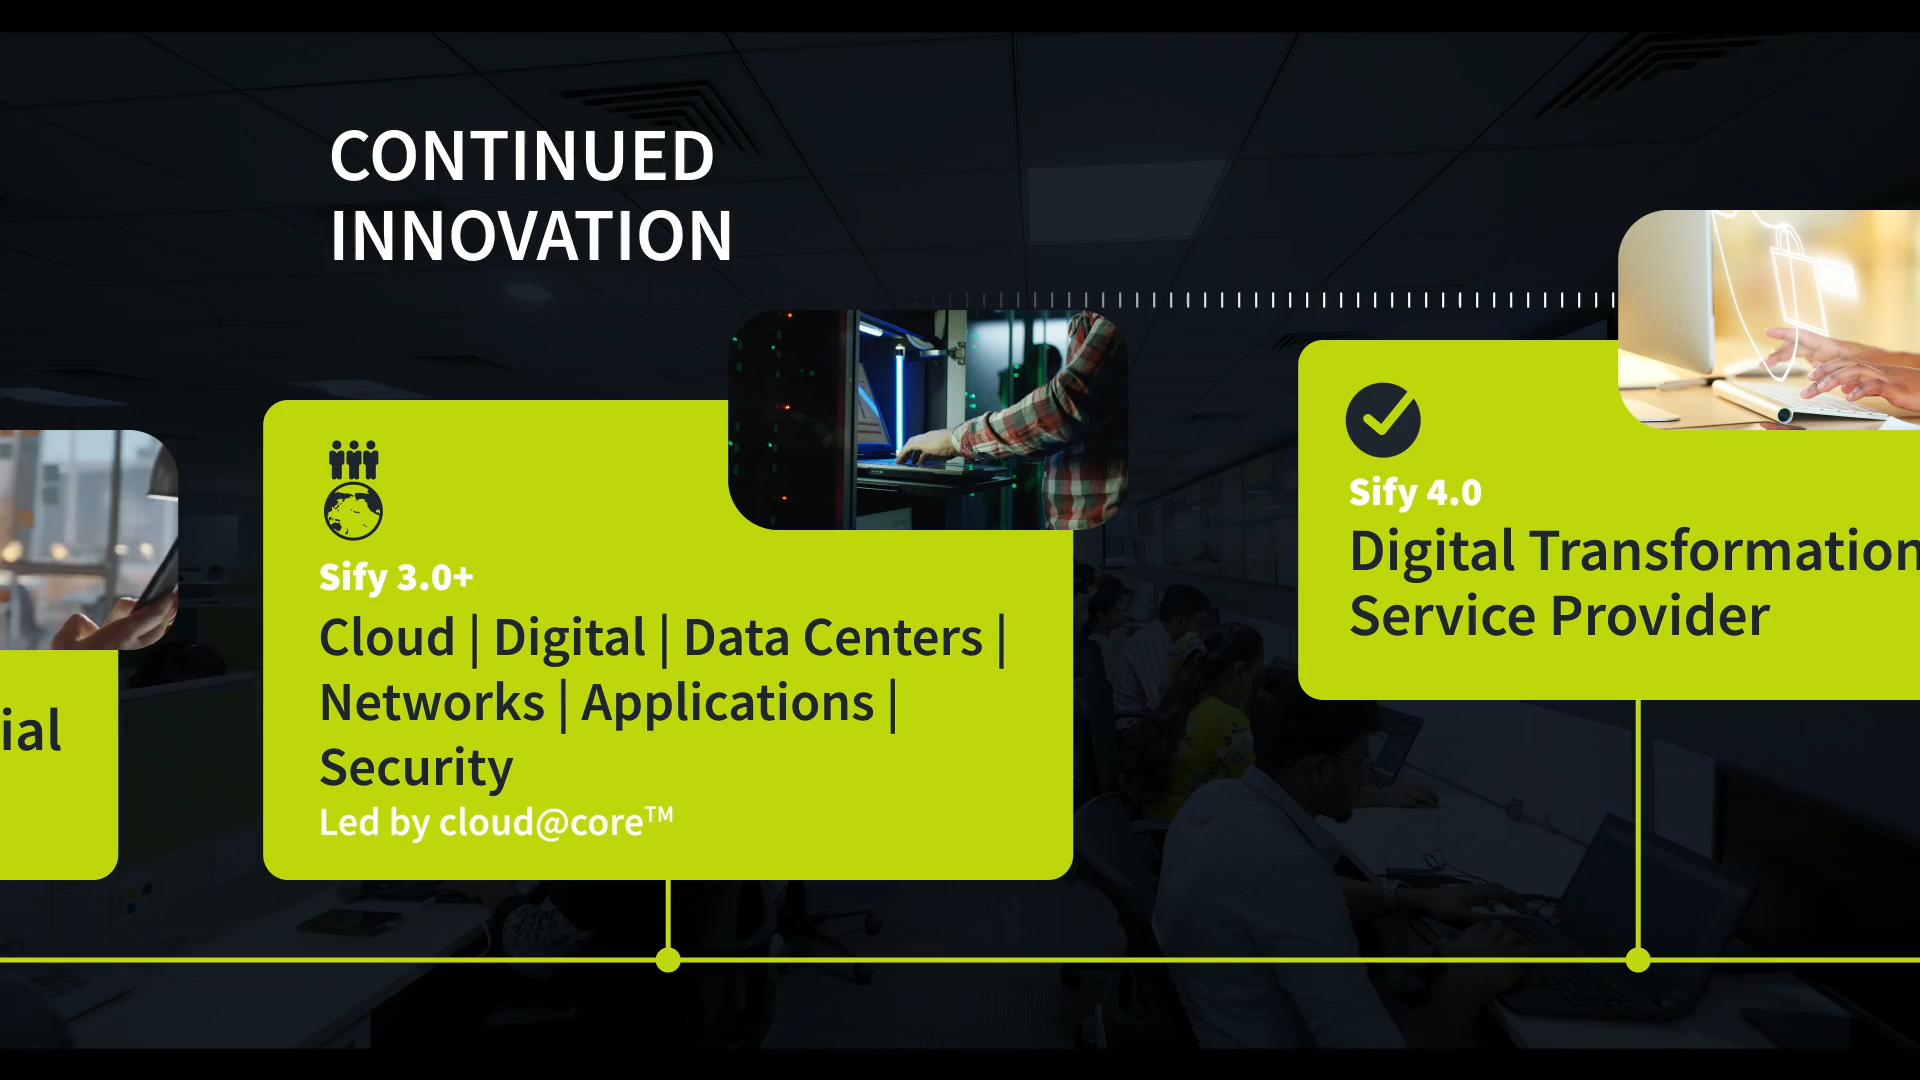 CONTINUED
INNOVATION
ial
Sify 3.0+
Cloud | Digital | Data Centers |
Networks | Applications |
Security
Led by cloud@core™
Sify 4.0
Digital Transformation
Service Provider